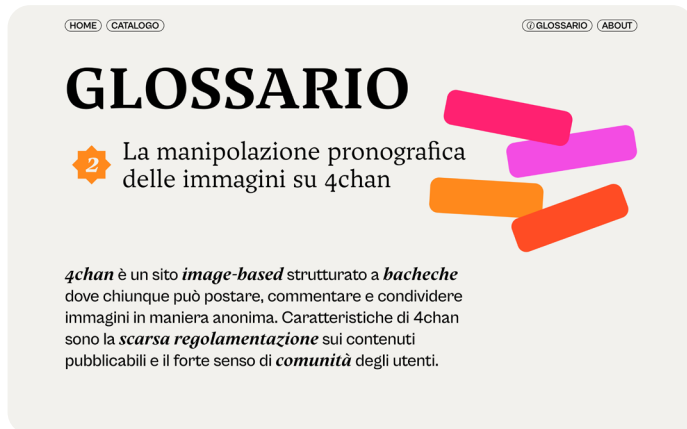 HOME CATALOGO GLOSSARIO ABOUT
GLOSSARIO
2 La manipolazione pronografica
delle immagini su 4chan
4chan è un sito image-based strutturato a bacheche
dove chiunque può postare, commentare e condividere
immagini in maniera anonima. Caratteristiche di 4chan
sono la scarsa regolamentazione sui contenuti
pubblicabili e il forte senso di comunità degli utenti.